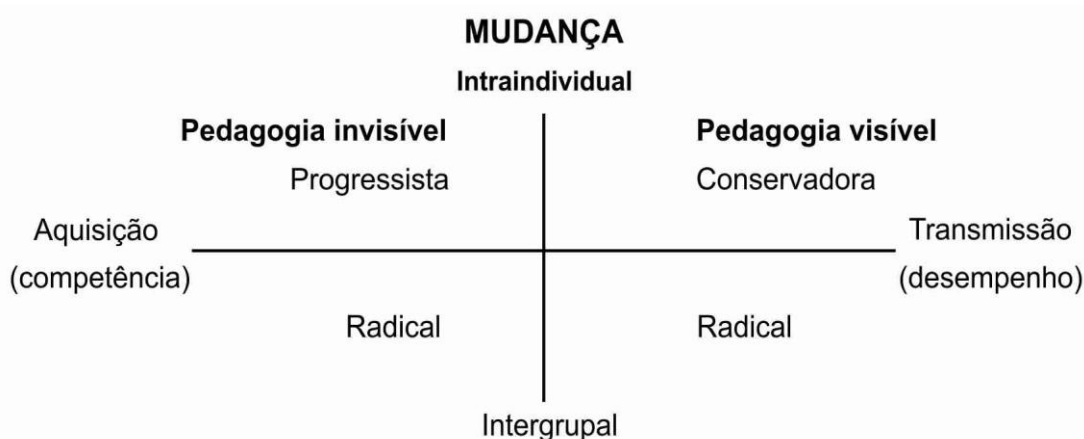 MUDANÇA
Intraindividual
Pedagogia invisível
Pedagogia visível
Progressista
Conservadora
Aquisição
(competência)
Transmissão
(desempenho)
Radical
Radical
Intergrupal